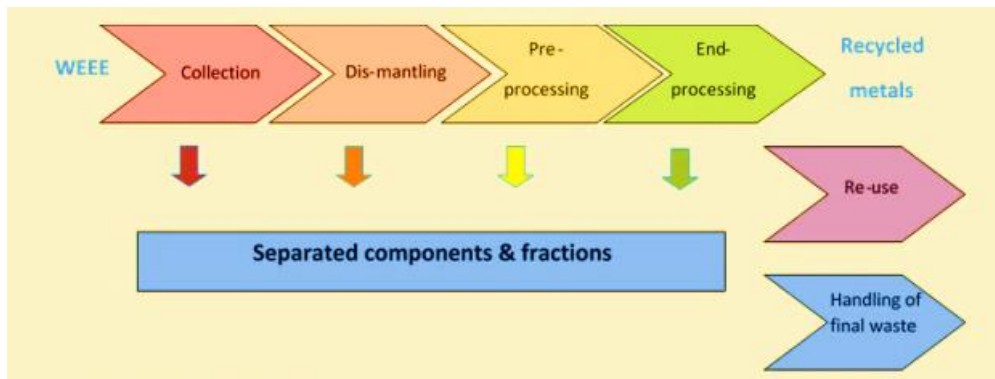 WEEE
Collection
Dis-mantling
Pre-
processing
End-
processing
Recycled
metals
Re-use
Separated components & fractions
Handling of
final waste